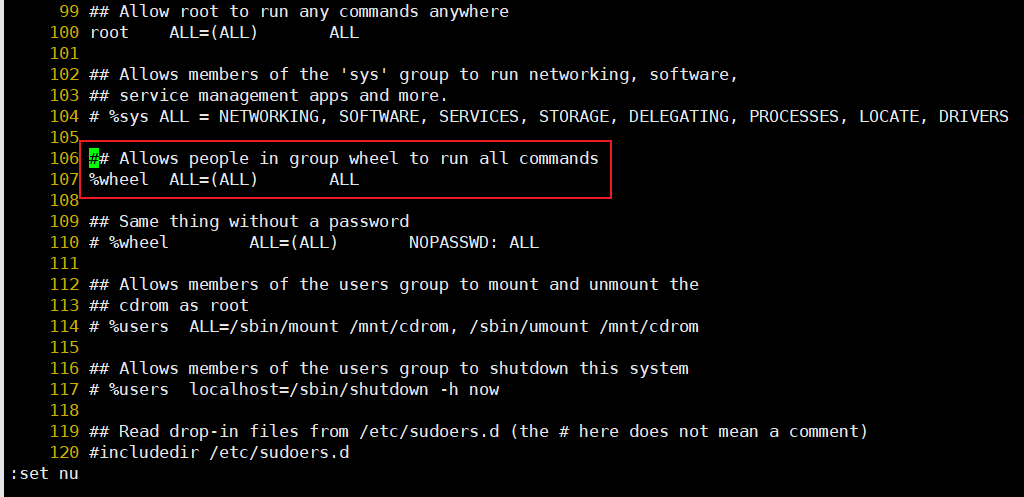 99 ## Allow root to run any commands anywhere
100 root    ALL=(ALL)       ALL
101
102 ## Allows members of the 'sys' group to run networking, software,
103 ## service management apps and more.
104 # %sys ALL = NETWORKING, SOFTWARE, SERVICES, STORAGE, DELEGATING, PROCESSES, LOCATE, DRIVERS
105
106 ## Allows people in group wheel to run all commands
107 %wheel  ALL=(ALL)       ALL
108
109 ## Same thing without a password
110 # %wheel        ALL=(ALL)       NOPASSWD: ALL
111
112 ## Allows members of the users group to mount and unmount the
113 ## cdrom as root
114 # %users  ALL=/sbin/mount /mnt/cdrom, /sbin/umount /mnt/cdrom
115
116 ## Allows members of the users group to shutdown this system
117 # %users  localhost=/sbin/shutdown -h now
118
119 ## Read drop-in files from /etc/sudoers.d (the # here does not mean a comment)
120 #includedir /etc/sudoers.d
:set nu